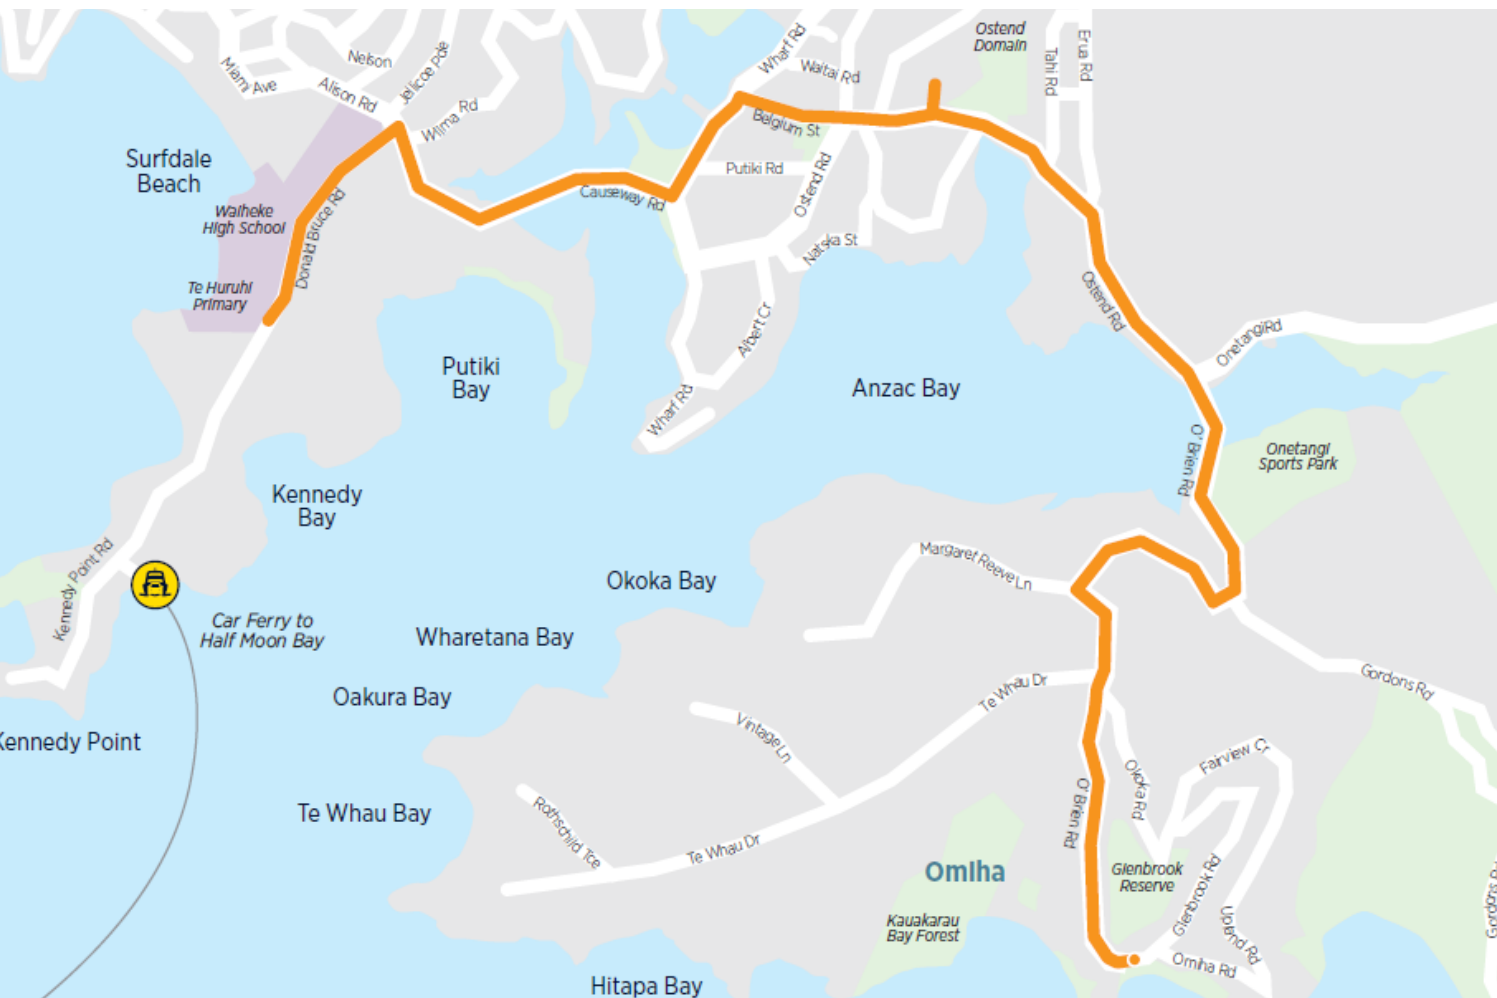 Ostend
Domain
Wharf Rd
Erua Rd
Tahi Rd
Nelson
Jellicoe Pde
Miami Ave
Waitai Rd
Alison Rd
Wilma Rd
Belgium St
Surfdale
Beach
Putiki Rd
Ostend Rd
Causeway Rd
Waiheke
High School
Donald Bruce Rd
Natska St
Te Huruhi
Primary
Ostend Rd
Albert Cr
Onetangi Rd
Putiki
Bay
Anzac Bay
Wharf Rd
O'Brien Rd
Onetangi
Sports Park
Kennedy
Bay
Kennedy Point Rd
Margaret Reeve Ln
Okoka Bay
Car Ferry to
Half Moon Bay
Wharetana Bay
Gordons Rd
Te Whau Dr
Oakura Bay
Kennedy Point
Vintage Ln
Fairview Cr
Okoka Rd
Te Whau Bay
O'Brien Rd
Rothschild Tce
Te Whau Dr
Omiha
Glenbrook
Reserve
Glenbrook Rd
Gordons Rd
Kauakarau
Bay Forest
Upland Rd
Omiha Rd
Hitapa Bay